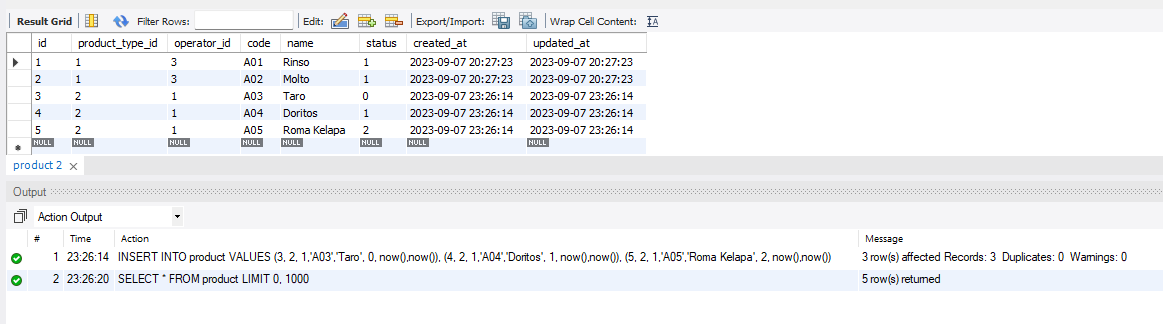 Result Grid Filter Rows: Edit: Export/Import: Wrap Cell Content: IA
id product_type_id operator_id code name status created_at updated_at
1 1 3 A01 Rinso 1 2023-09-07 20:27:23 2023-09-07 20:27:23
2 1 3 A02 Molto 1 2023-09-07 20:27:23 2023-09-07 20:27:23
3 2 1 A03 Taro 0 2023-09-07 23:26:14 2023-09-07 23:26:14
4 2 1 A04 Doritos 1 2023-09-07 23:26:14 2023-09-07 23:26:14
5 2 1 A05 Roma Kelapa 2 2023-09-07 23:26:14 2023-09-07 23:26:14
NULL NULL NULL NULL NULL NULL NULL NULL
product 2
Output
Action Output
# Time Action Message
1 23:26:14 INSERT INTO product VALUES (3, 2, 1,'A03','Taro', 0, now(),now()), (4, 2, 1,'A04','Doritos', 1, now(),now()), (5, 2, 1,'A05','Roma Kelapa', 2, now(),now()) 3 row(s) affected Records: 3 Duplicates: 0 Warnings: 0
2 23:26:20 SELECT * FROM product LIMIT 0, 1000 5 row(s) returned